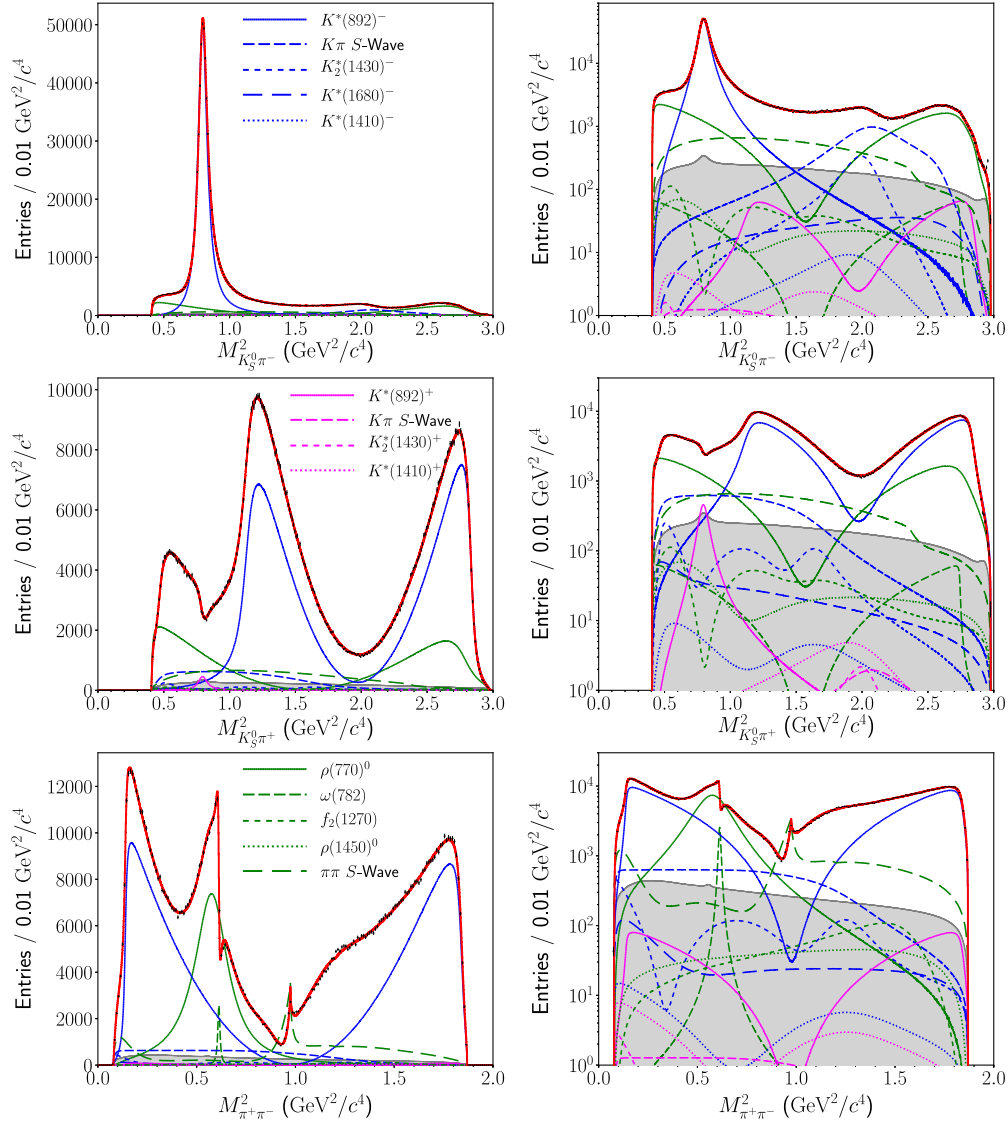 50000
40000
30000
20000
10000
0
Entries / 0.01 GeV²/c⁴
K*(892)⁻
Kπ S-Wave
K₂*(1430)⁻
K*(1680)⁻
K*(1410)⁻
0.0 0.5 1.0 1.5 2.0 2.5 3.0
M²_{K_S⁰π⁻} (GeV²/c⁴)
10⁴
10³
10²
10¹
10⁰
Entries / 0.01 GeV²/c⁴
0.0 0.5 1.0 1.5 2.0 2.5 3.0
M²_{K_S⁰π⁻} (GeV²/c⁴)
10000
8000
6000
4000
2000
0
Entries / 0.01 GeV²/c⁴
K*(892)⁺
Kπ S-Wave
K₂*(1430)⁺
K*(1410)⁺
0.0 0.5 1.0 1.5 2.0 2.5 3.0
M²_{K_S⁰π⁺} (GeV²/c⁴)
10⁴
10³
10²
10¹
10⁰
Entries / 0.01 GeV²/c⁴
0.0 0.5 1.0 1.5 2.0 2.5 3.0
M²_{K_S⁰π⁺} (GeV²/c⁴)
12000
10000
8000
6000
4000
2000
0
Entries / 0.01 GeV²/c⁴
ρ(770)⁰
ω(782)
f₂(1270)
ρ(1450)⁰
ππ S-Wave
0.0 0.5 1.0 1.5 2.0
M²_{π⁺π⁻} (GeV²/c⁴)
10⁴
10³
10²
10¹
10⁰
Entries / 0.01 GeV²/c⁴
0.0 0.5 1.0 1.5 2.0
M²_{π⁺π⁻} (GeV²/c⁴)